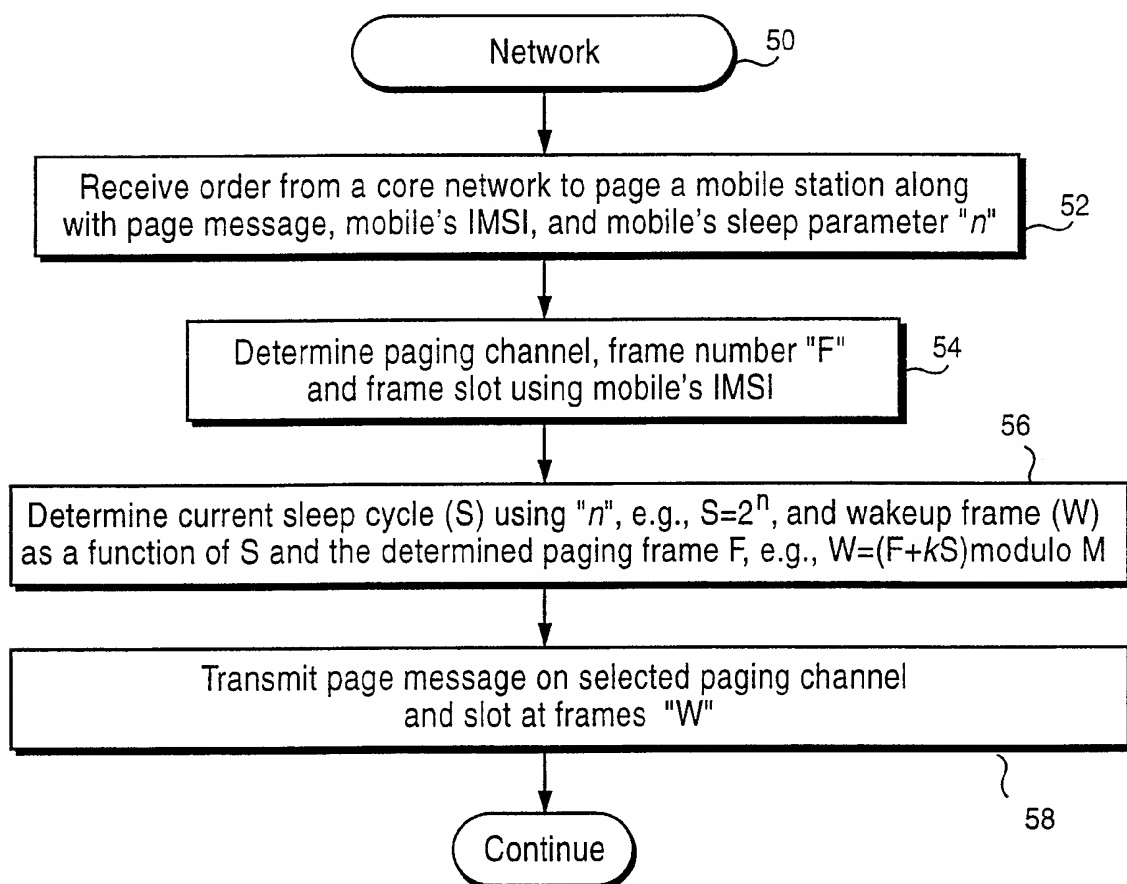 Network
50
Receive order from a core network to page a mobile station along
with page message, mobile's IMSI, and mobile's sleep parameter "n"
52
Determine paging channel, frame number "F"
and frame slot using mobile's IMSI
54
56
Determine current sleep cycle (S) using "n", e.g., S=2ⁿ, and wakeup frame (W)
as a function of S and the determined paging frame F, e.g., W=(F+kS)modulo M
Transmit page message on selected paging channel
and slot at frames "W"
58
Continue